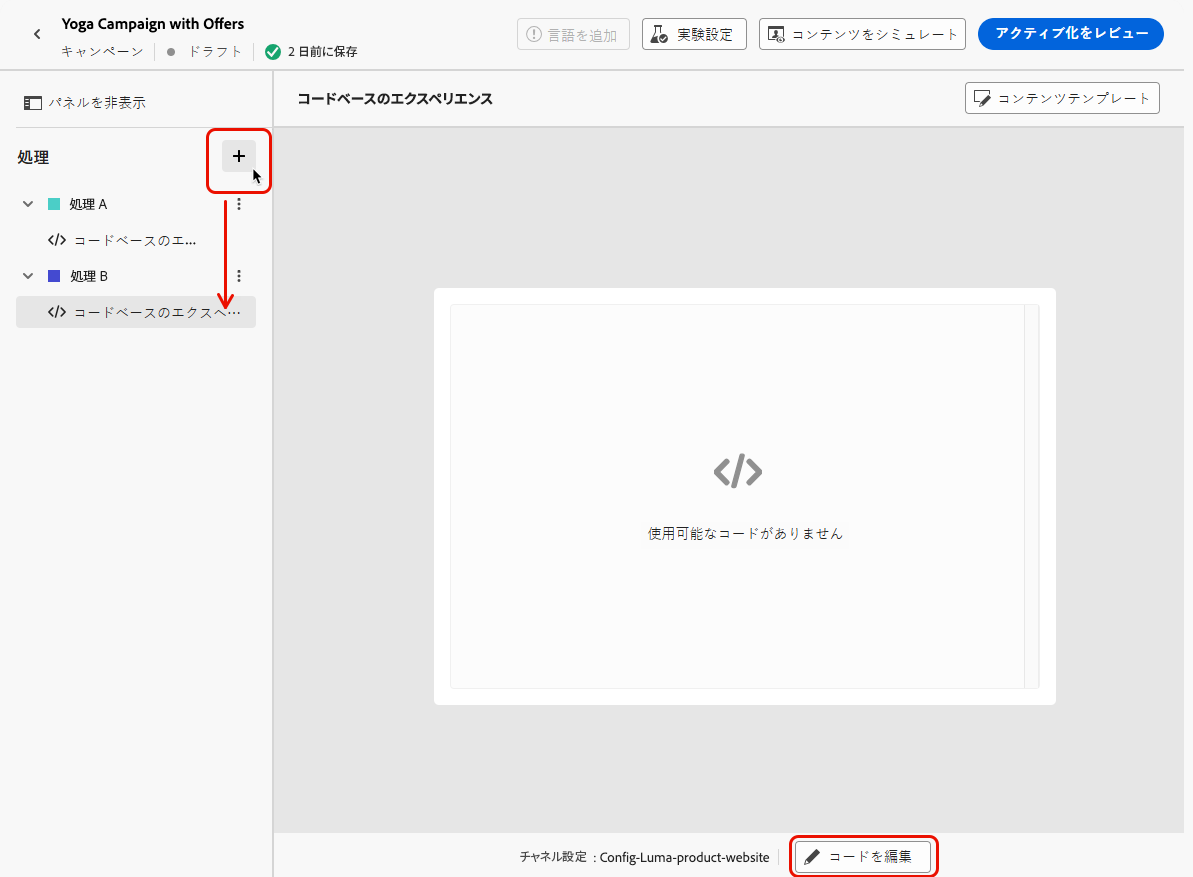 Yoga Campaign with Offers
キャンペーン ドラフト 2 日前に保存
言語を追加 実験設定 コンテンツをシミュレート アクティブ化をレビュー
パネルを非表示
コードベースのエクスペリエンス
コンテンツテンプレート
処理
処理 A
コードベースのエ...
処理 B
コードベースのエクスペ…
使用可能なコードがありません
チャネル設定 : Config-Luma-product-website コードを編集